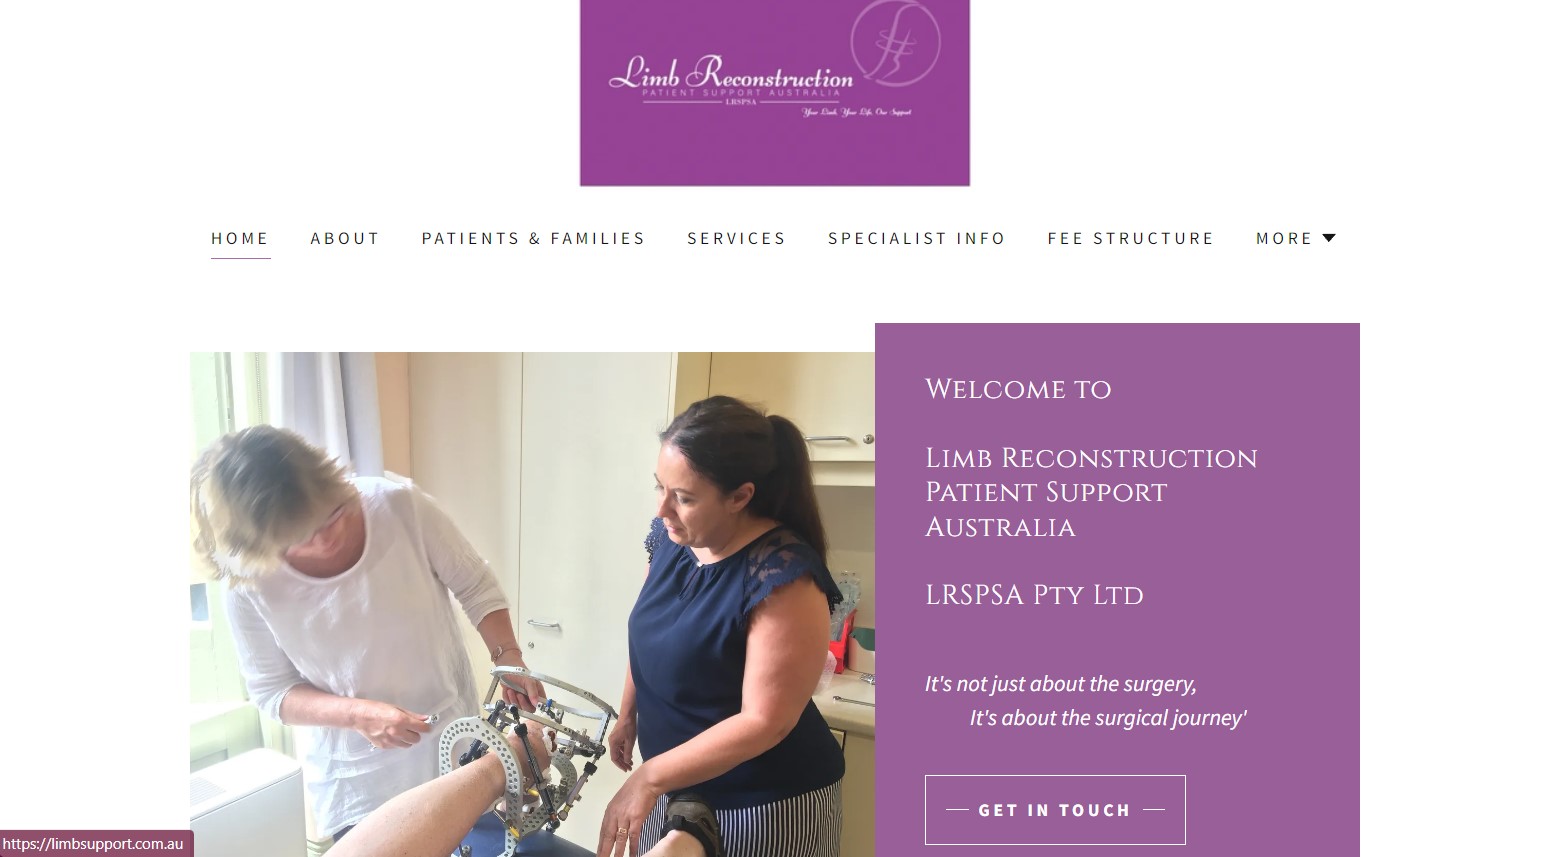 Limb Reconstruction
PATIENT SUPPORT AUSTRALIA
LRSPSA
Your Limb, Your Life, Our Support
HOME ABOUT PATIENTS & FAMILIES SERVICES SPECIALIST INFO FEE STRUCTURE MORE
Welcome to
Limb Reconstruction
Patient Support
Australia
LRSPSA Pty Ltd
It's not just about the surgery,
It's about the surgical journey'
GET IN TOUCH
https://limbsupport.com.au